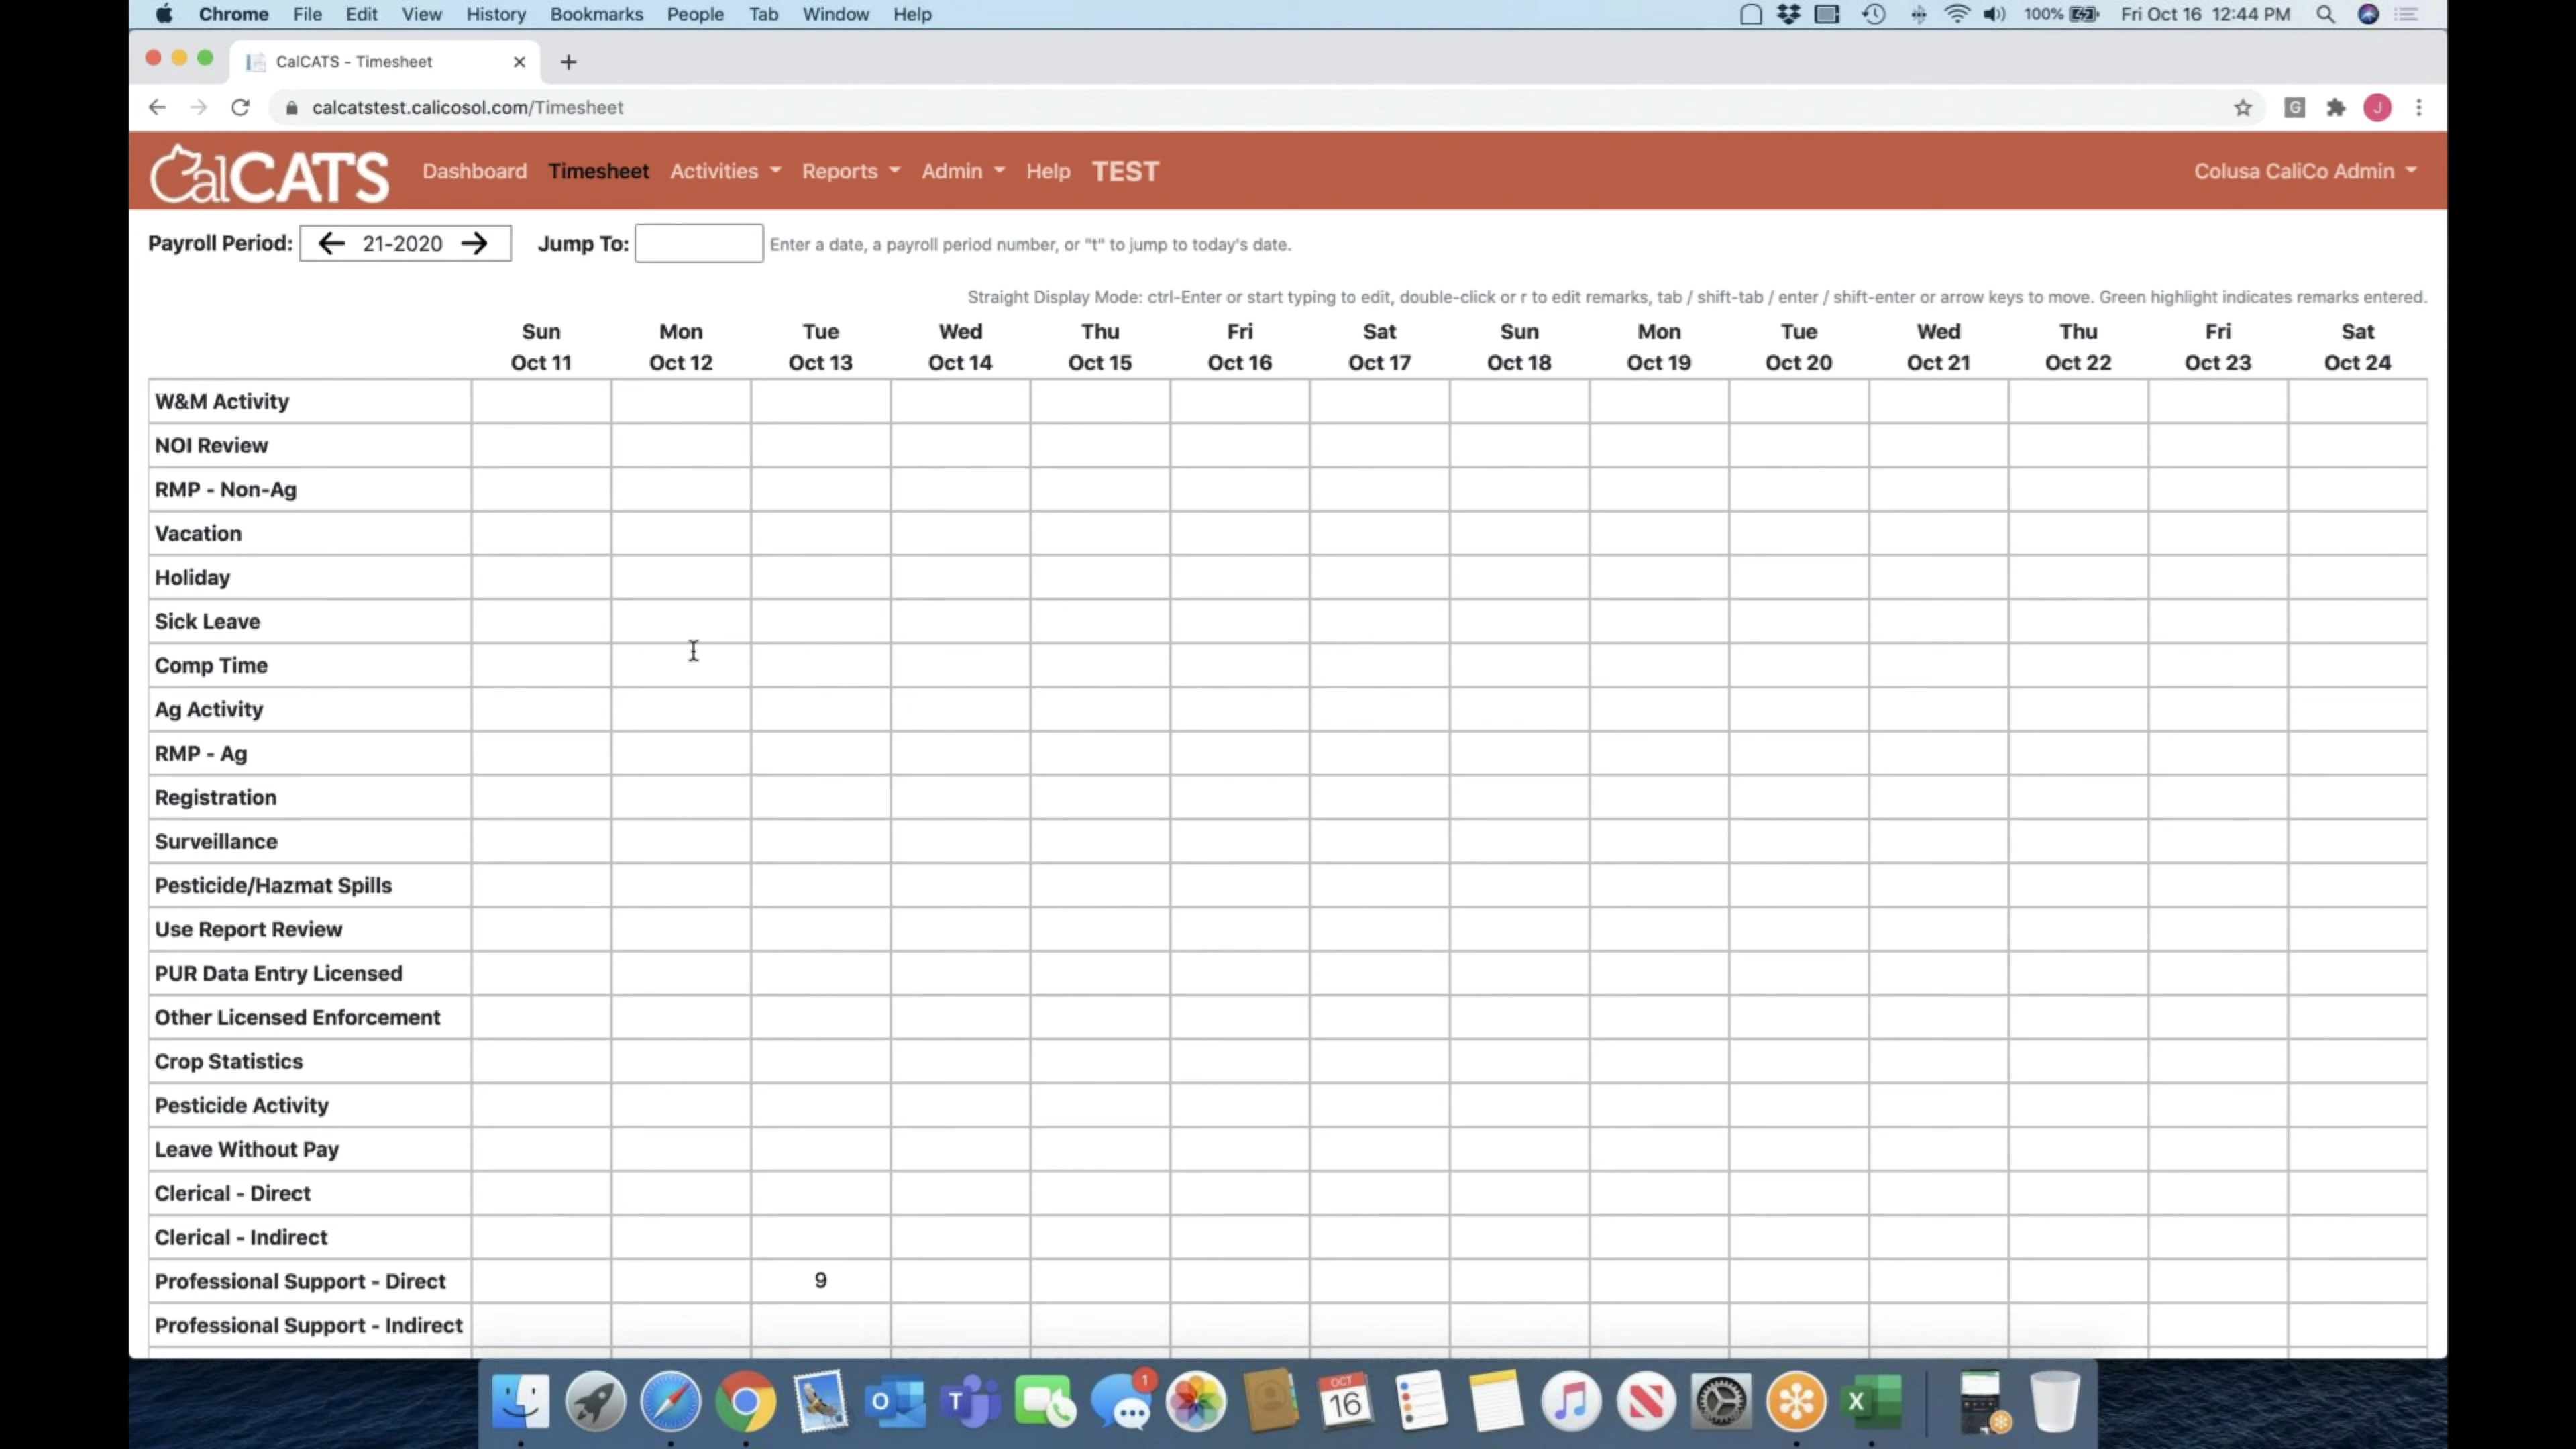 Chrome File Edit View History Bookmarks People Tab Window Help 100% Fri Oct 16 12:44 PM
CalCATS - Timesheet
calcatstest.calicosol.com/Timesheet G J
CalCATS Dashboard Timesheet Activities Reports Admin Help TEST Colusa CaliCo Admin
Payroll Period: 21-2020 Jump To: Enter a date, a payroll period number, or "t" to jump to today's date.
Straight Display Mode: ctrl-Enter or start typing to edit, double-click or r to edit remarks, tab / shift-tab / enter / shift-enter or arrow keys to move. Green highlight indicates remarks entered.
Sun Mon Tue Wed Thu Fri Sat Sun Mon Tue Wed Thu Fri Sat
Oct 11 Oct 12 Oct 13 Oct 14 Oct 15 Oct 16 Oct 17 Oct 18 Oct 19 Oct 20 Oct 21 Oct 22 Oct 23 Oct 24
W&M Activity
NOI Review
RMP - Non-Ag
Vacation
Holiday
Sick Leave
Comp Time
Ag Activity
RMP - Ag
Registration
Surveillance
Pesticide/Hazmat Spills
Use Report Review
PUR Data Entry Licensed
Other Licensed Enforcement
Crop Statistics
Pesticide Activity
Leave Without Pay
Clerical - Direct
Clerical - Indirect
Professional Support - Direct 9
Professional Support - Indirect
1
OCT
16